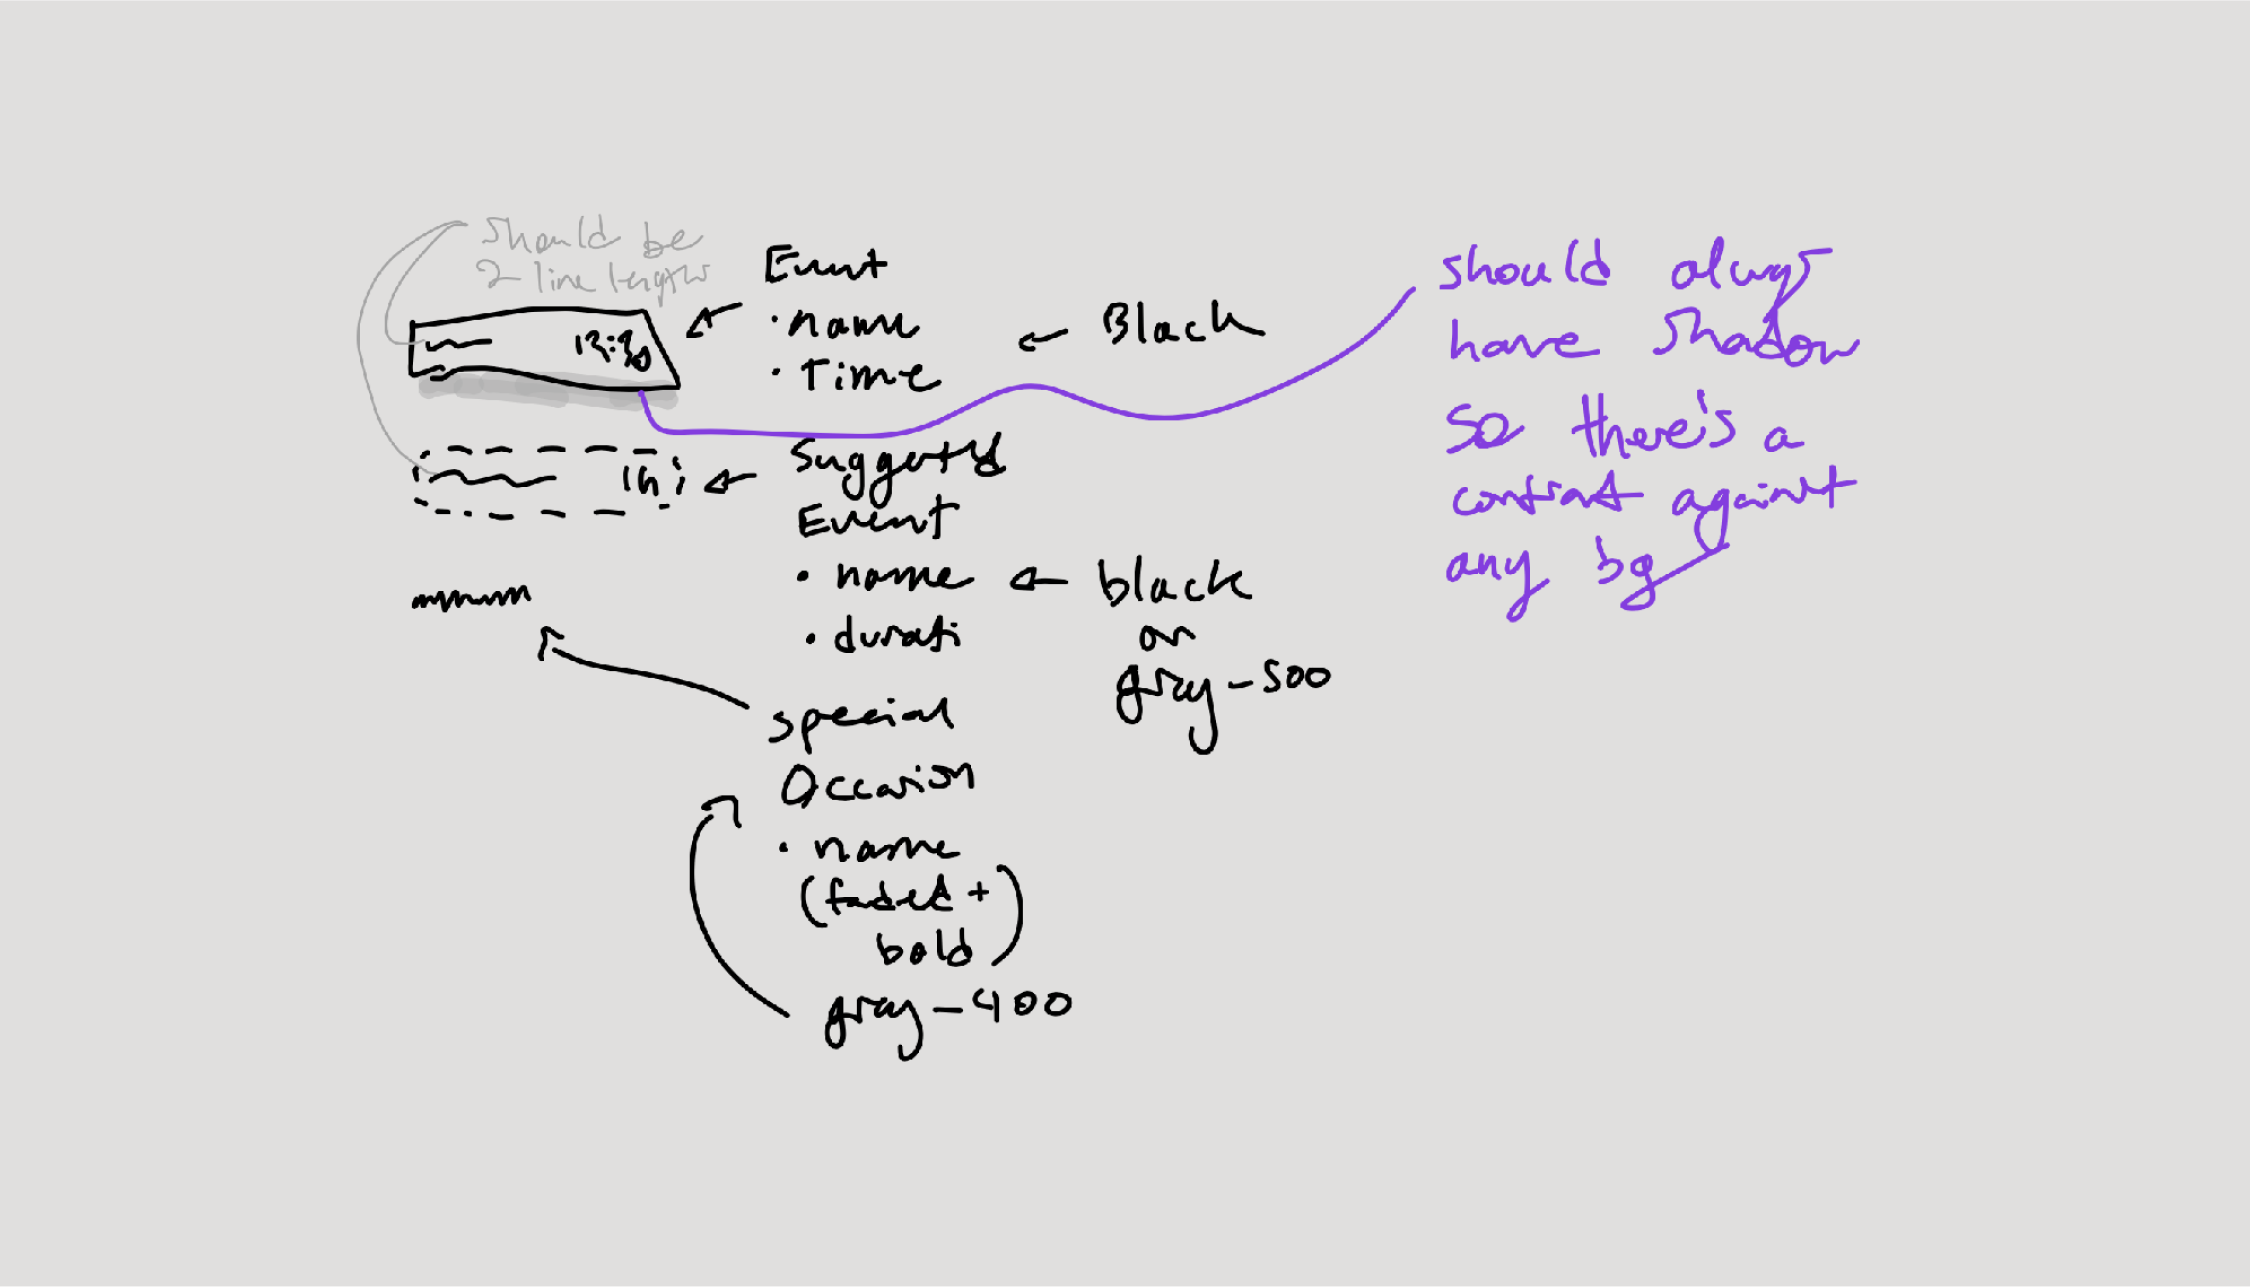 should be
2 line lengths
12:30
Event
• name
• Time
← Black
should always
have shadow
so there's a
contrast against
any bg
1h
Suggested
Event
• name
• durati
← black
or
gray-500
special
Occasion
• name
(faded +
bold)
gray-400